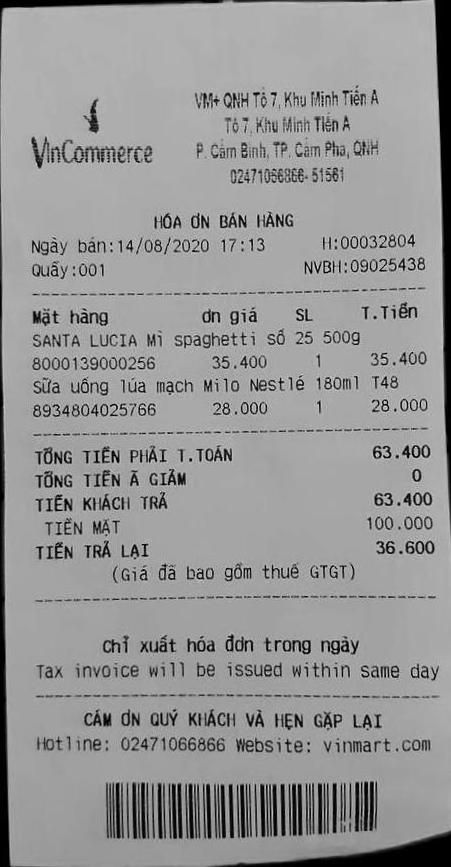 VM+ QNH Tổ 7, Khu Minh Tiến A
Tổ 7, Khu Minh Tiến A
P. Cẩm Bình, TP. Cẩm Phả, QNH
02471066866- 51561
VinCommerce
HÓA ƠN BÁN HÀNG
Ngày bán:14/08/2020 17:13 H:00032804
Quầy:001 NVBH:09025438
Mặt hàng ơn giá SL T.Tiền
SANTA LUCIA Mì spaghetti số 25 500g
8000139000256 35.400 1 35.400
Sữa uống lúa mạch Milo Nestlé 180ml T48
8934804025766 28.000 1 28.000
TỔNG TIỀN PHẢI T.TOÁN 63.400
TỔNG TIỀN Ã GIẢM 0
TIỀN KHÁCH TRẢ 63.400
TIỀN MẶT 100.000
TIỀN TRẢ LẠI 36.600
(Giá đã bao gồm thuế GTGT)
Chỉ xuất hóa đơn trong ngày
Tax invoice will be issued within same day
CẢM ƠN QUÝ KHÁCH VÀ HẸN GẶP LẠI
Hotline: 02471066866 Website: vinmart.com